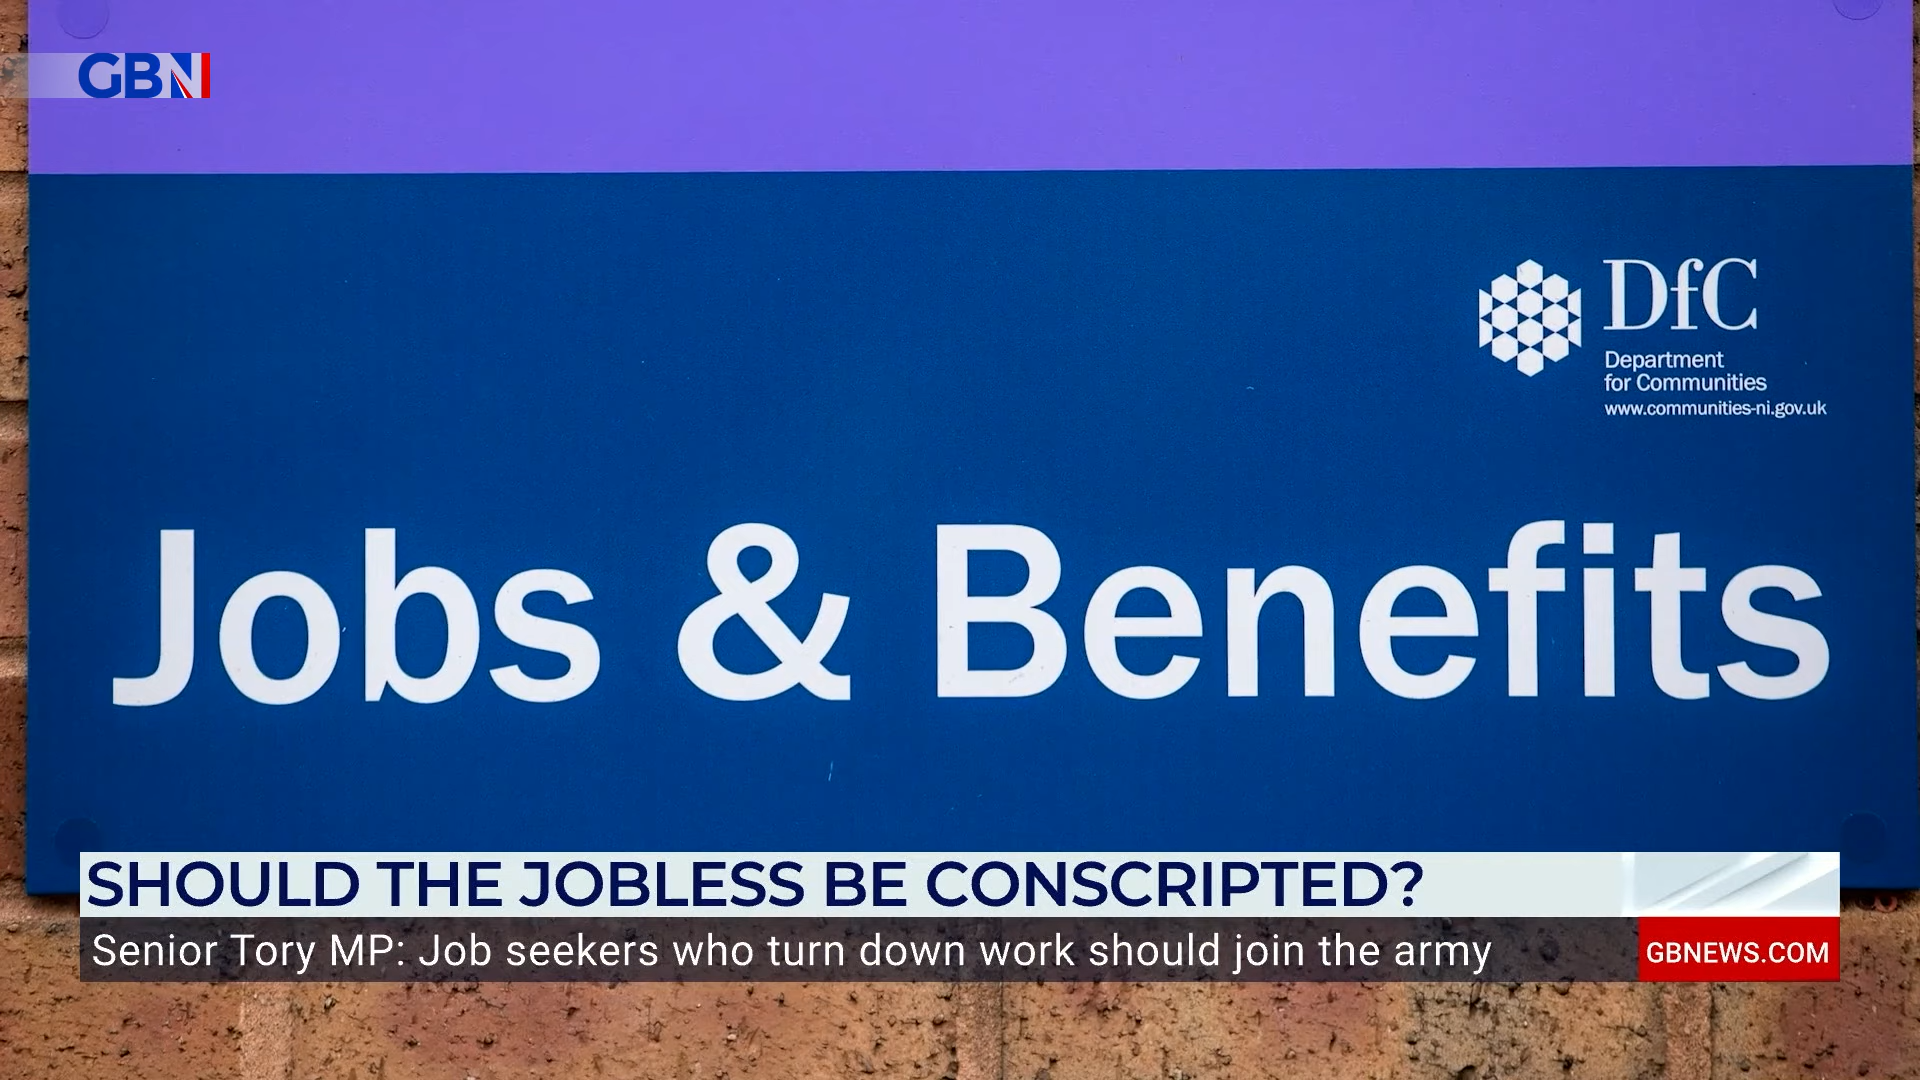 GBN
DfC
Department
for Communities
www.communities-ni.gov.uk
Jobs & Benefits
SHOULD THE JOBLESS BE CONSCRIPTED?
Senior Tory MP: Job seekers who turn down work should join the army
GBNEWS.COM